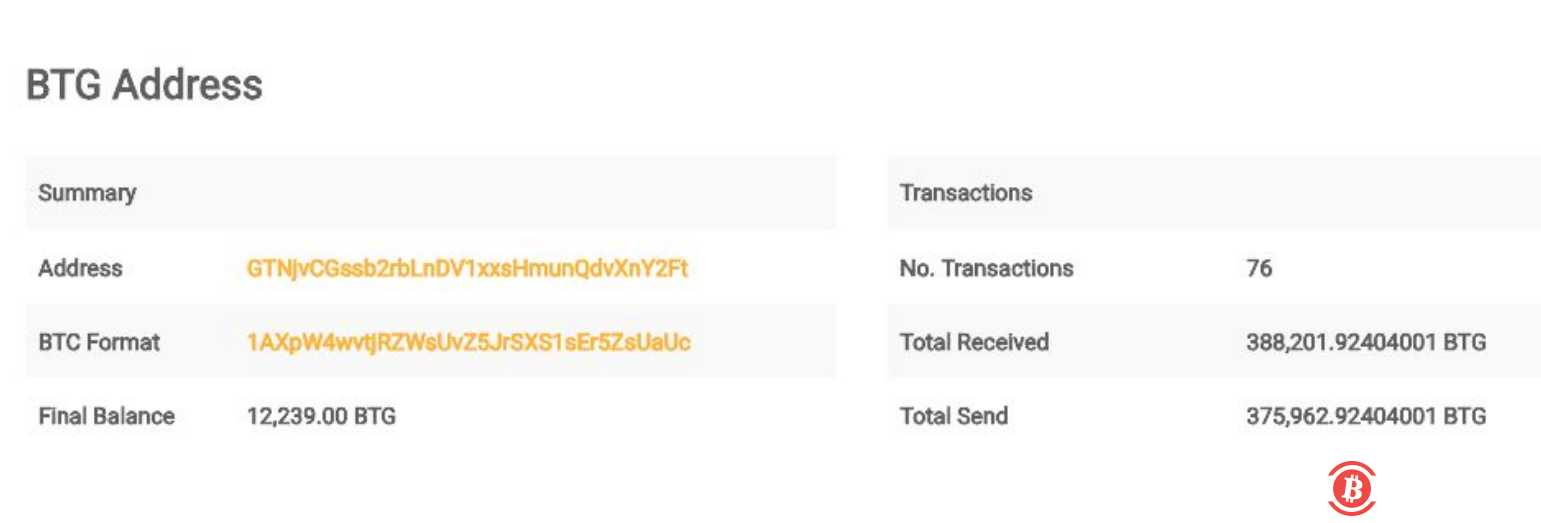 BTG Address
Summary
Address GTNjvCGssb2rbLnDV1xxsHmunQdvXnY2Ft
BTC Format 1AXpW4wvtjRZWsUvZ5JrSXS1sEr5ZsUaUc
Final Balance 12,239.00 BTG
Transactions
No. Transactions 76
Total Received 388,201.92404001 BTG
Total Send 375,962.92404001 BTG